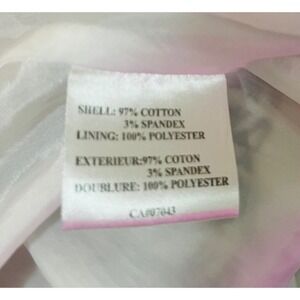 SHELL: 97% COTTON
3% SPANDEX
LINING: 100% POLYESTER
EXTERIEUR:97% COTON
3% SPANDEX
DOUBLURE: 100% POLYESTER
CA#07043